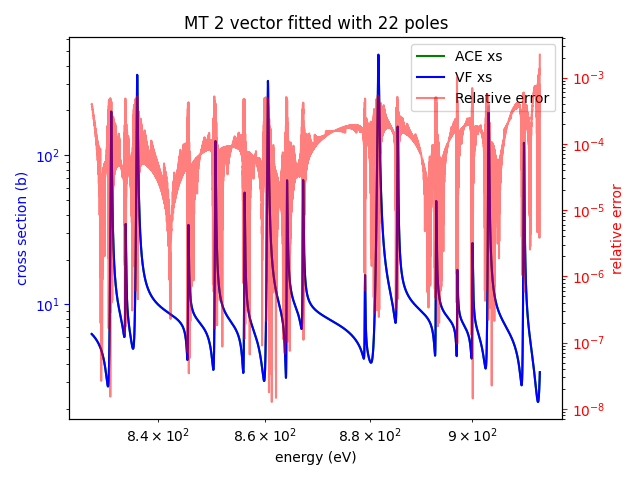 MT 2 vector fitted with 22 poles
ACE xs
VF xs
Relative error
cross section (b)
10²
10¹
10⁻³
10⁻⁴
10⁻⁵
10⁻⁶
10⁻⁷
10⁻⁸
relative error
8.4 × 10² 8.6 × 10² 8.8 × 10² 9 × 10²
energy (eV)